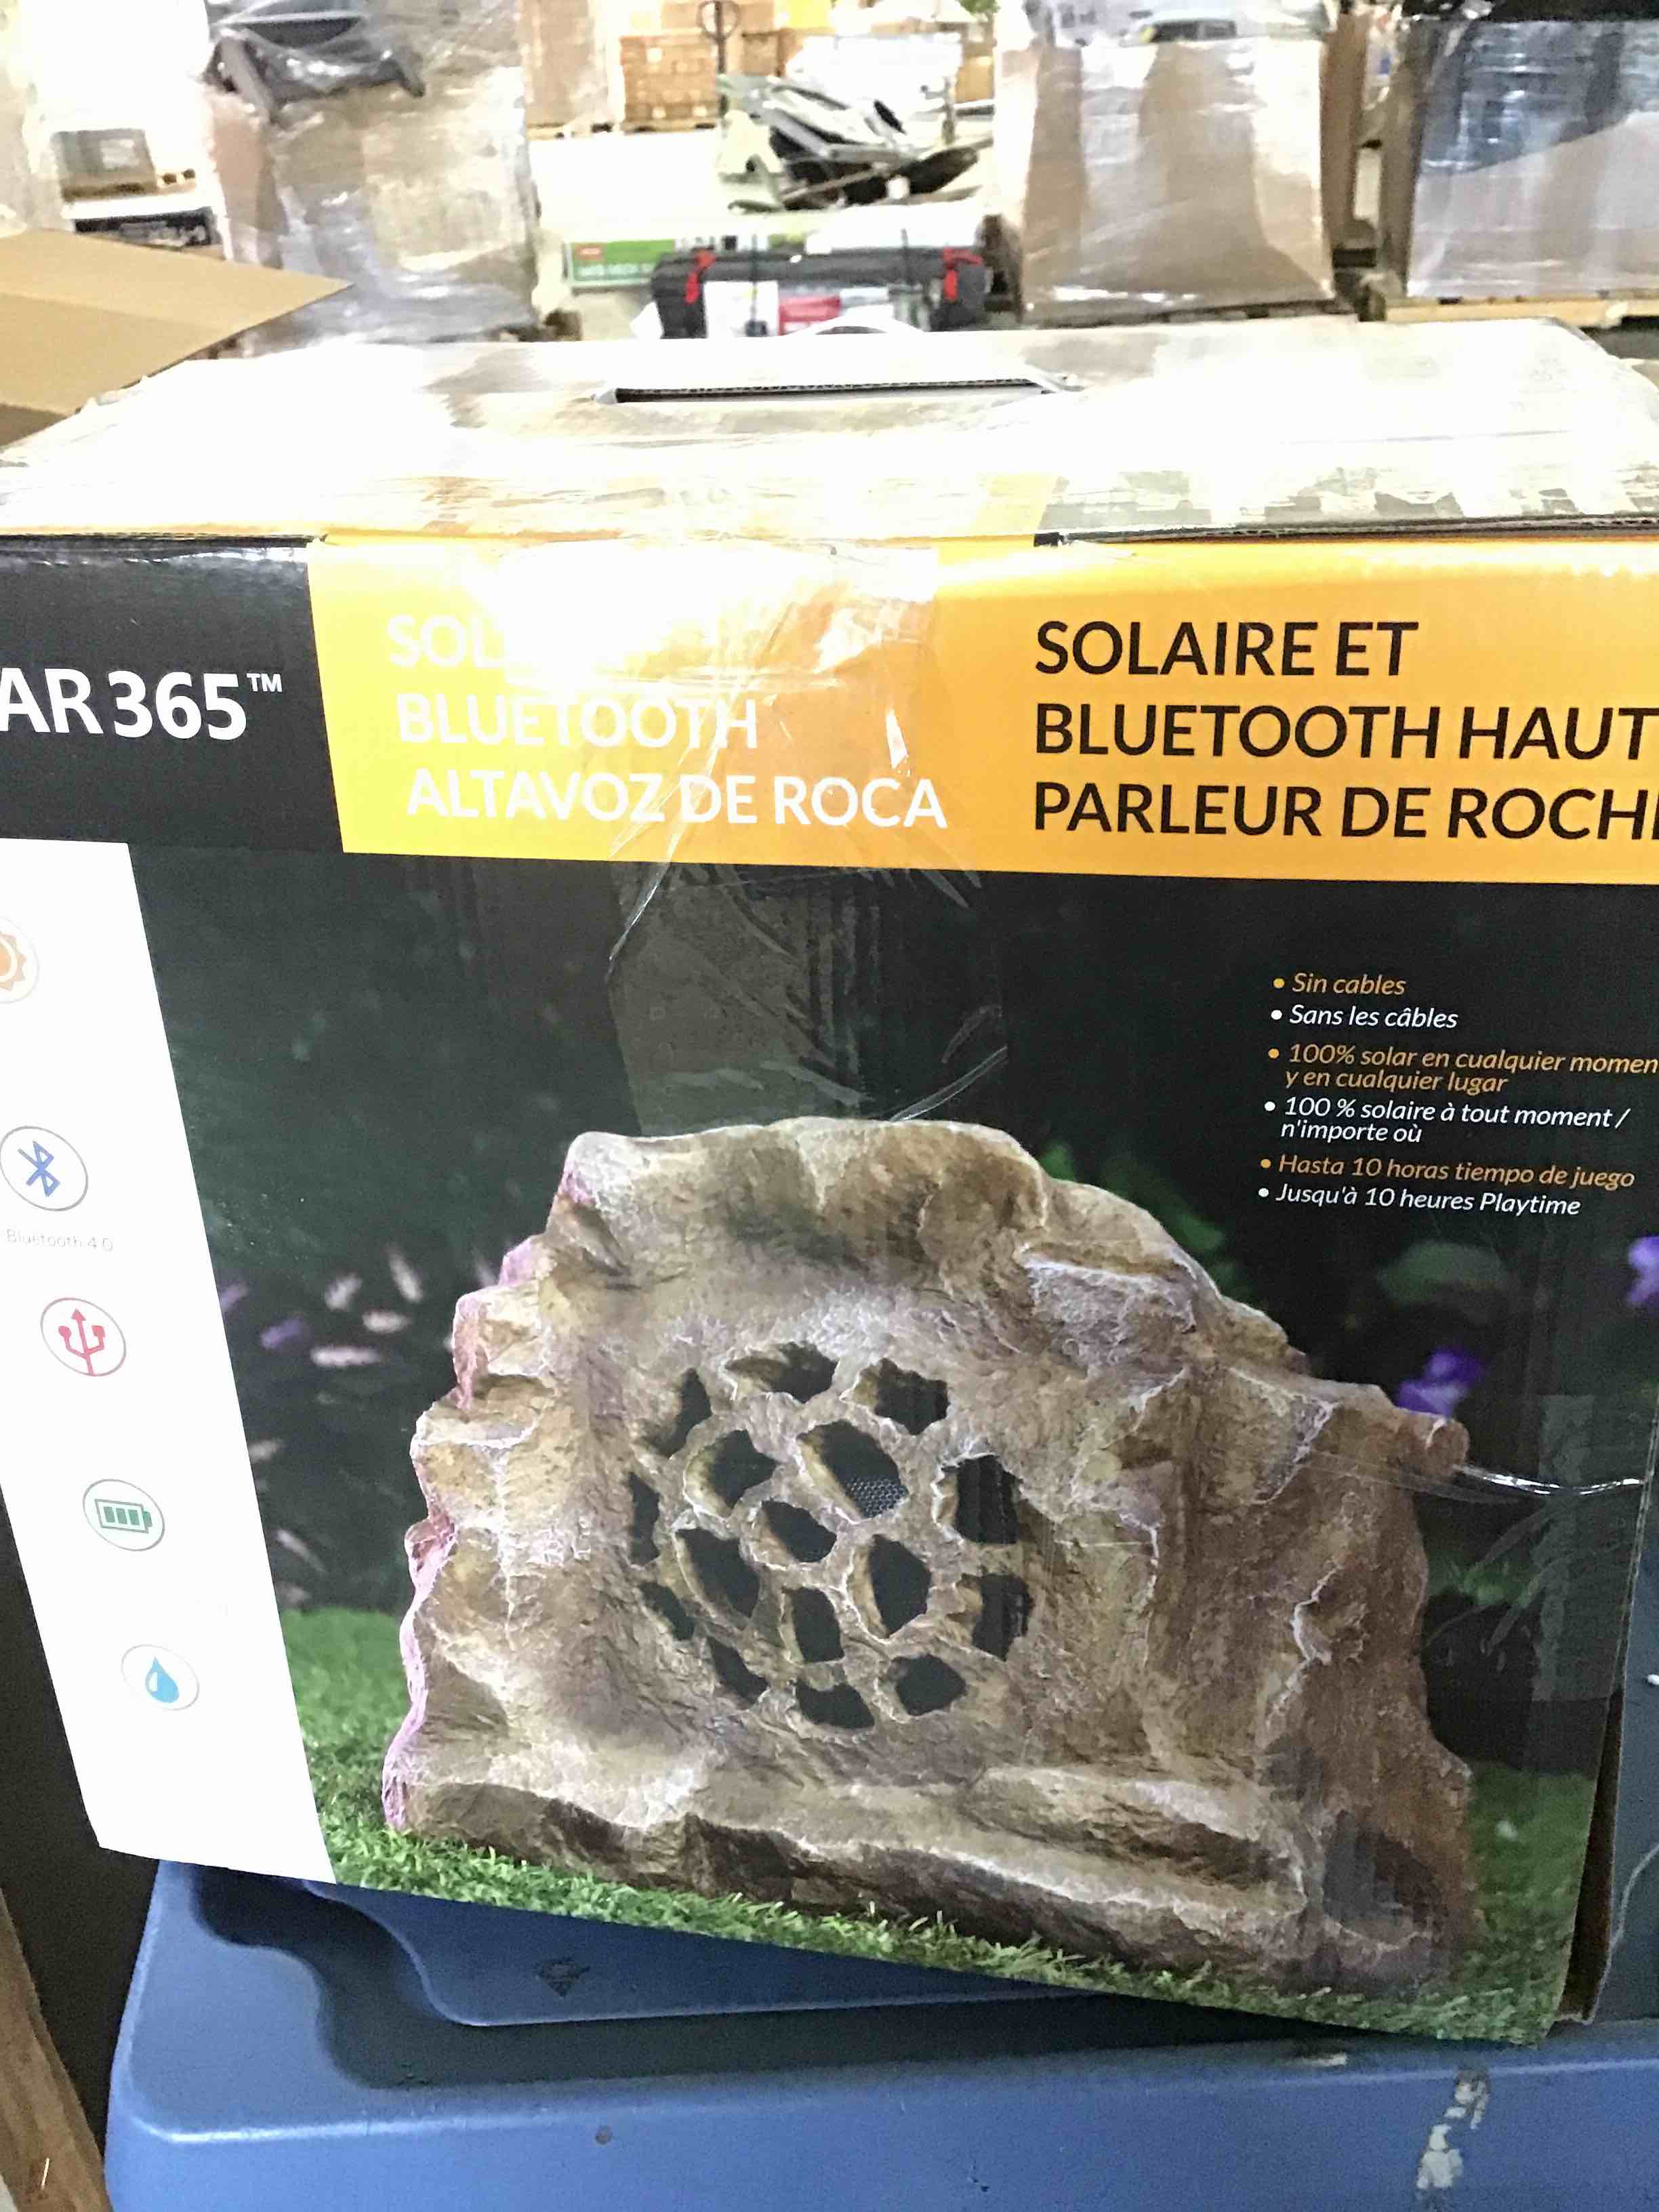 AR365™
SOL
BLUETOOTH
ALTAVOZ DE ROCA
SOLAIRE ET
BLUETOOTH HAUT
PARLEUR DE ROCH
• Sin cables
• Sans les câbles
• 100% solar en cualquier momen
y en cualquier lugar
• 100 % solaire à tout moment /
n'importe où
• Hasta 10 horas tiempo de juego
• Jusqu'à 10 heures Playtime
Bluetooth 4.0